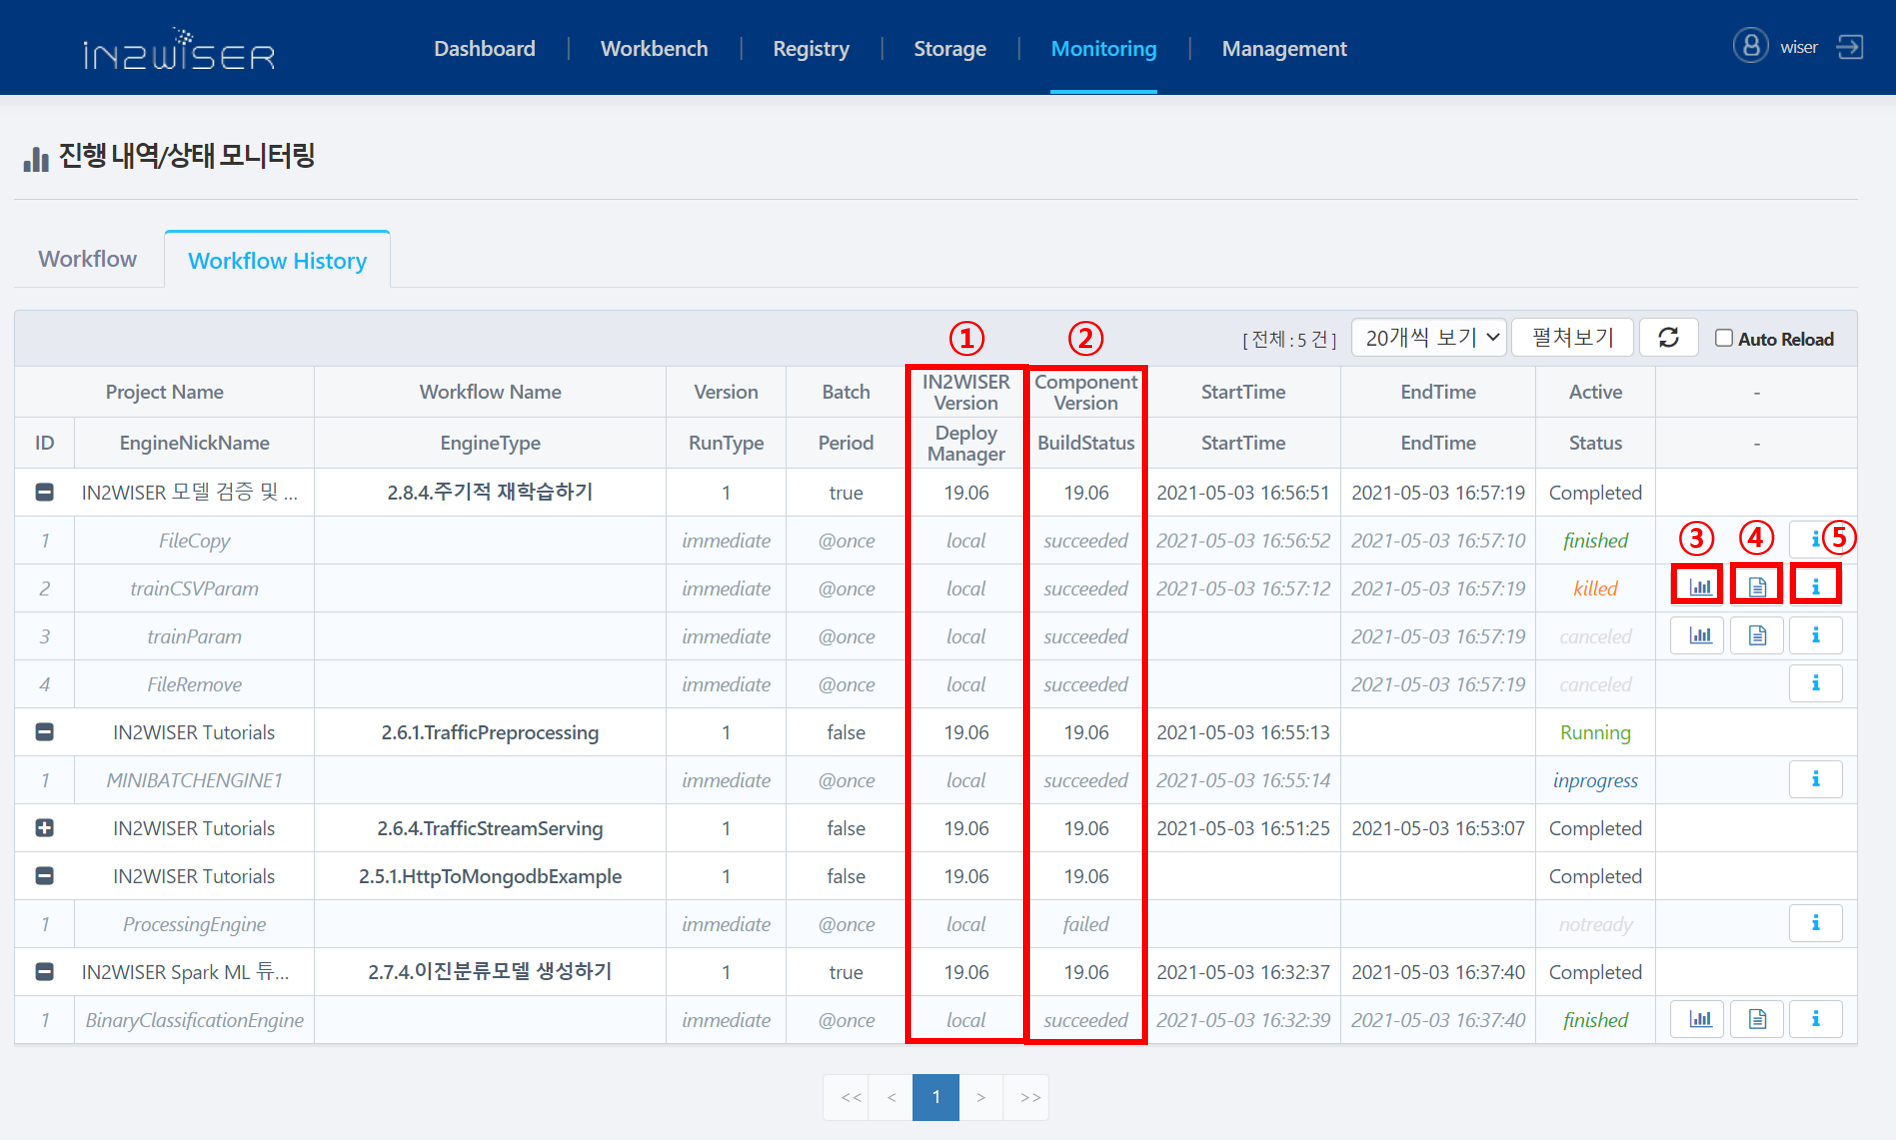 IN2WISER
Dashboard Workbench Registry Storage Monitoring Management
wiser
진행 내역/상태 모니터링
Workflow Workflow History
① ② [ 전체 : 5 건 ] 20개씩 보기 펼쳐보기 Auto Reload
Project Name Workflow Name Version Batch IN2WISER Version Component Version StartTime EndTime Active -
ID EngineNickName EngineType RunType Period Deploy Manager BuildStatus StartTime EndTime Status -
IN2WISER 모델 검증 및 ... 2.8.4.주기적 재학습하기 1 true 19.06 19.06 2021-05-03 16:56:51 2021-05-03 16:57:19 Completed
1 FileCopy immediate @once local succeeded 2021-05-03 16:56:52 2021-05-03 16:57:10 finished ③ ④ i ⑤
2 trainCSVParam immediate @once local succeeded 2021-05-03 16:57:12 2021-05-03 16:57:19 killed i
3 trainParam immediate @once local succeeded 2021-05-03 16:57:19 canceled i
4 FileRemove immediate @once local succeeded 2021-05-03 16:57:19 canceled i
IN2WISER Tutorials 2.6.1.TrafficPreprocessing 1 false 19.06 19.06 2021-05-03 16:55:13 Running
1 MINIBATCHENGINE1 immediate @once local succeeded 2021-05-03 16:55:14 inprogress i
IN2WISER Tutorials 2.6.4.TrafficStreamServing 1 false 19.06 19.06 2021-05-03 16:51:25 2021-05-03 16:53:07 Completed
IN2WISER Tutorials 2.5.1.HttpToMongodbExample 1 false 19.06 19.06 Completed
1 ProcessingEngine immediate @once local failed notready i
IN2WISER Spark ML 튜... 2.7.4.이진분류모델 생성하기 1 true 19.06 19.06 2021-05-03 16:32:37 2021-05-03 16:37:40 Completed
1 BinaryClassificationEngine immediate @once local succeeded 2021-05-03 16:32:39 2021-05-03 16:37:40 finished i
<< < 1 > >>